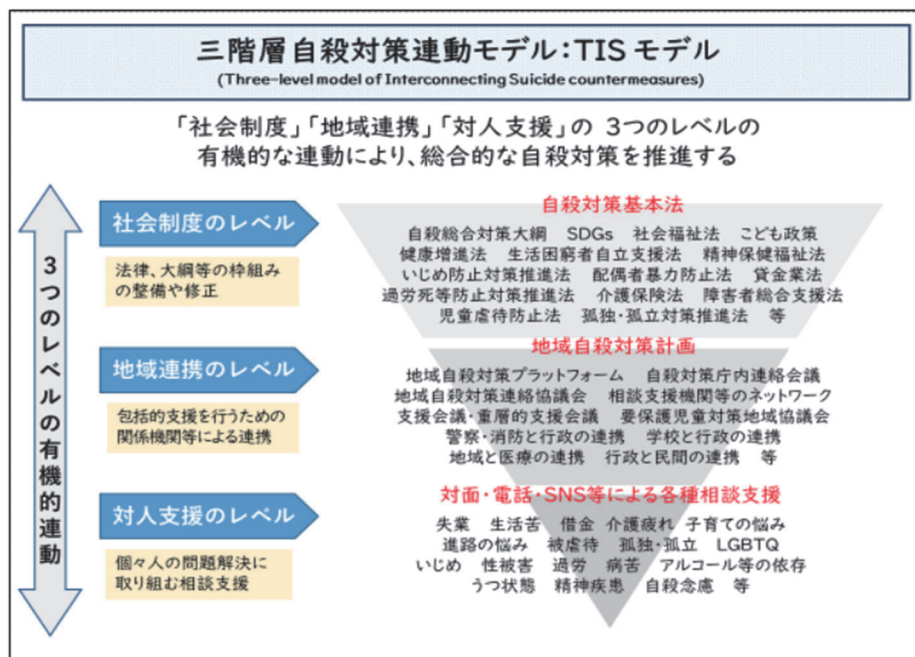 三階層自殺対策連動モデル:TISモデル
(Three-level model of Interconnecting Suicide countermeasures)
「社会制度」「地域連携」「対人支援」の 3つのレベルの
有機的な連動により、総合的な自殺対策を推進する
3つのレベルの有機的連動
社会制度のレベル
法律、大綱等の枠組み
の整備や修正
自殺対策基本法
自殺総合対策大綱 SDGs 社会福祉法 こども政策
健康増進法 生活困窮者自立支援法 精神保健福祉法
いじめ防止対策推進法 配偶者暴力防止法 貸金業法
過労死等防止対策推進法 介護保険法 障害者総合支援法
児童虐待防止法 孤独・孤立対策推進法 等
地域連携のレベル
包括的支援を行うための
関係機関等による連携
地域自殺対策計画
地域自殺対策プラットフォーム 自殺対策庁内連絡会議
地域自殺対策連絡協議会 相談支援機関等のネットワーク
支援会議・重層的支援会議 要保護児童対策地域協議会
警察・消防と行政の連携 学校と行政の連携
地域と医療の連携 行政と民間の連携 等
対人支援のレベル
個々人の問題解決に
取り組む相談支援
対面・電話・SNS等による各種相談支援
失業 生活苦 借金 介護疲れ 子育ての悩み
進路の悩み 被虐待 孤独・孤立 LGBTQ
いじめ 性被害 過労 病苦 アルコール等の依存
うつ状態 精神疾患 自殺念慮 等